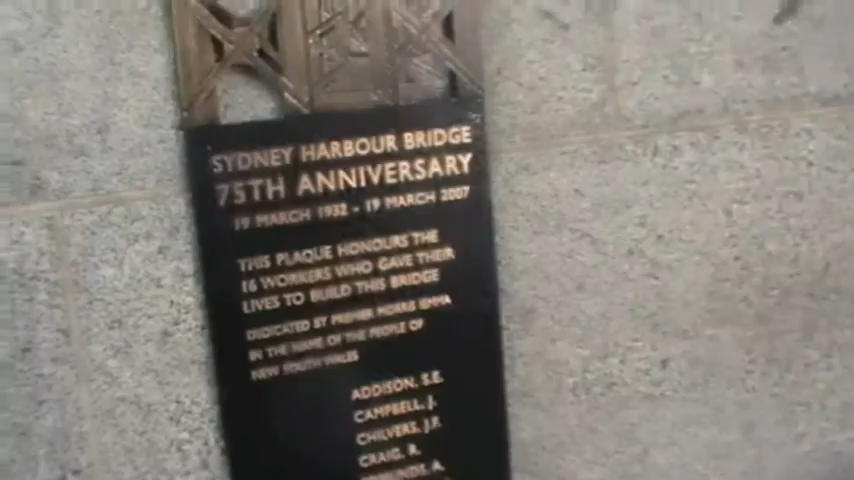 SYDNEY HARBOUR BRIDGE
75TH ANNIVERSARY
19 MARCH 1932 - 19 MARCH 2007
THIS PLAQUE HONOURS THE
16 WORKERS WHO GAVE THEIR
LIVES TO BUILD THIS BRIDGE
DEDICATED BY PREMIER MORRIS IEMMA
IN THE NAME OF THE PEOPLE OF
NEW SOUTH WALES
ADDISON, S.E.
CAMPBELL, J.
CHILVERS, J.F.
CRAIG, R.